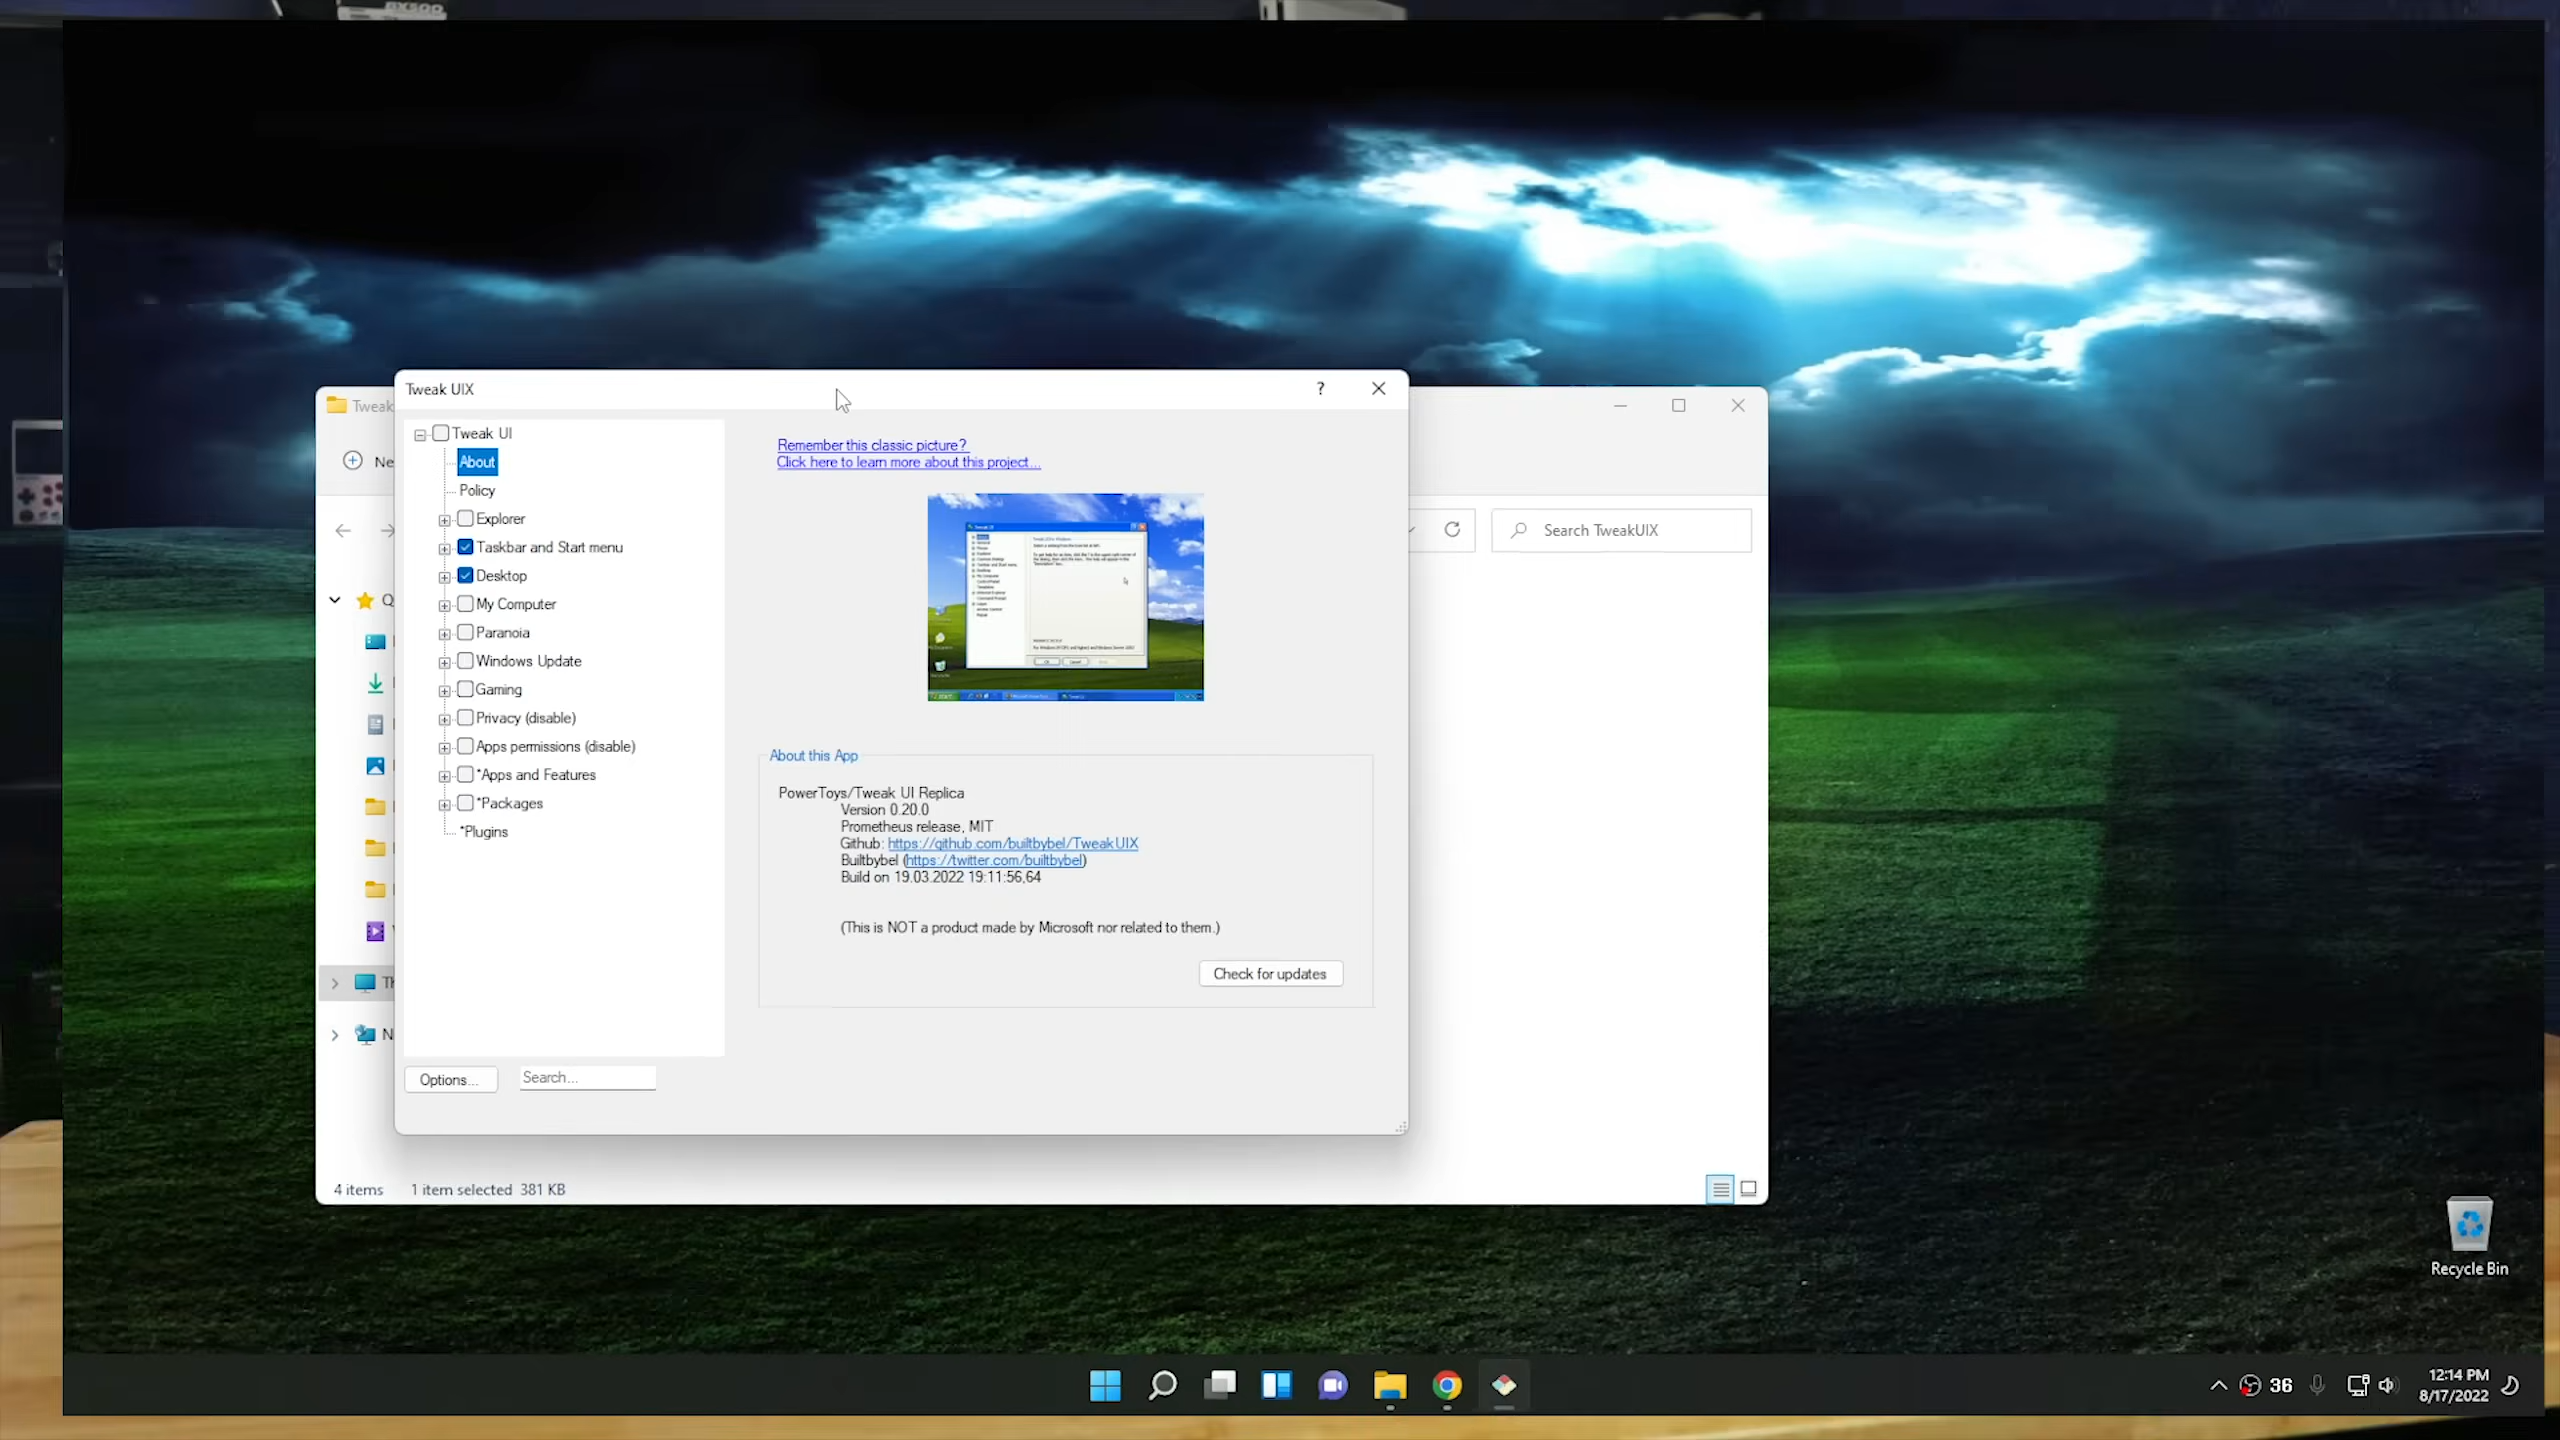 Tweak UIX
?
Tweak
Ne
Search TweakUIX
Tweak UI
About
Policy
Explorer
Taskbar and Start menu
Desktop
My Computer
Paranoia
Windows Update
Gaming
Privacy (disable)
Apps permissions (disable)
*Apps and Features
*Packages
*Plugins
Remember this classic picture?
Click here to learn more about this project...
About this App
PowerToys/Tweak UI Replica
Version 0.20.0
Prometheus release, MIT
Github: https://github.com/builtbybel/TweakUIX
Builtbybel (https://twitter.com/builtbybel)
Build on 19.03.2022 19:11:56,64
(This is NOT a product made by Microsoft nor related to them.)
Check for updates
Options...
Search...
4 items
1 item selected 381 KB
Recycle Bin
36
12:14 PM
8/17/2022